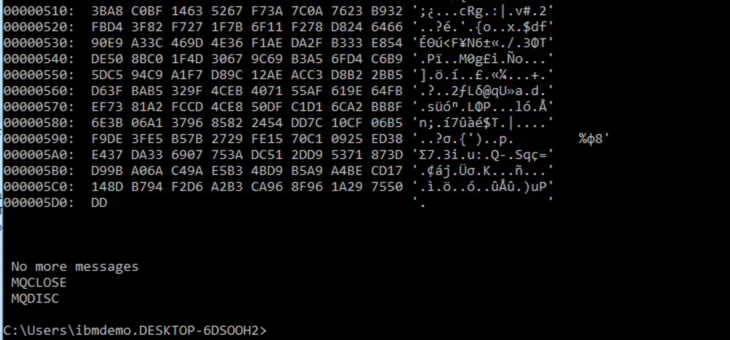 00000510: 3BA8 C0BF 1463 5267 F73A 7C0A 7623 B932 ';¿...cRg.:|.v#.2'
00000520: FBD4 3F82 F727 1F7B 6F11 F278 D824 6466 '..?é.'.{o..x.$df'
00000530: 90E9 A33C 469D 4E36 F1AE DA2F B333 E854 'ÉΘú<F¥N6±«./.3ΦT'
00000540: DE50 8BC0 1F4D 3067 9C69 B3A5 6FD4 C6B9 '.Pï..M0g£i.Ño...'
00000550: 5DC5 94C9 A1F7 D89C 12AE ACC3 D8B2 2BB5 '].ö.í..£.«¼...+.'
00000560: D63F BAB5 329F 4CEB 4071 55AF 619E 64FB '.?..2ƒLδ@qU»a.d.'
00000570: EF73 81A2 FCCD 4CE8 50DF C1D1 6CA2 BB8F '.süóⁿ.LΦP...ló.Å'
00000580: 6E3B 06A1 3796 8582 2454 DD7C 10CF 06B5 'n;.í7ûàé$T.|....'
00000590: F9DE 3FE5 B57B 2729 FE15 70C1 0925 ED38 '..?σ.{')..p. %φ8'
000005A0: E437 DA33 6907 753A DC51 2DD9 5371 873D 'Σ7.3i.u:.Q-.Sqç='
000005B0: D99B A06A C49A E5B3 4BD9 B5A9 A4BE CD17 '.¢áj.Üσ.K...ñ...'
000005C0: 148D B794 F2D6 A2B3 CA96 8F96 1A29 7550 '.ì.ö..ó..ûÅû.)uP'
000005D0: DD '. '
No more messages
MQCLOSE
MQDISC
C:\Users\ibmdemo.DESKTOP-6DSOOH2>